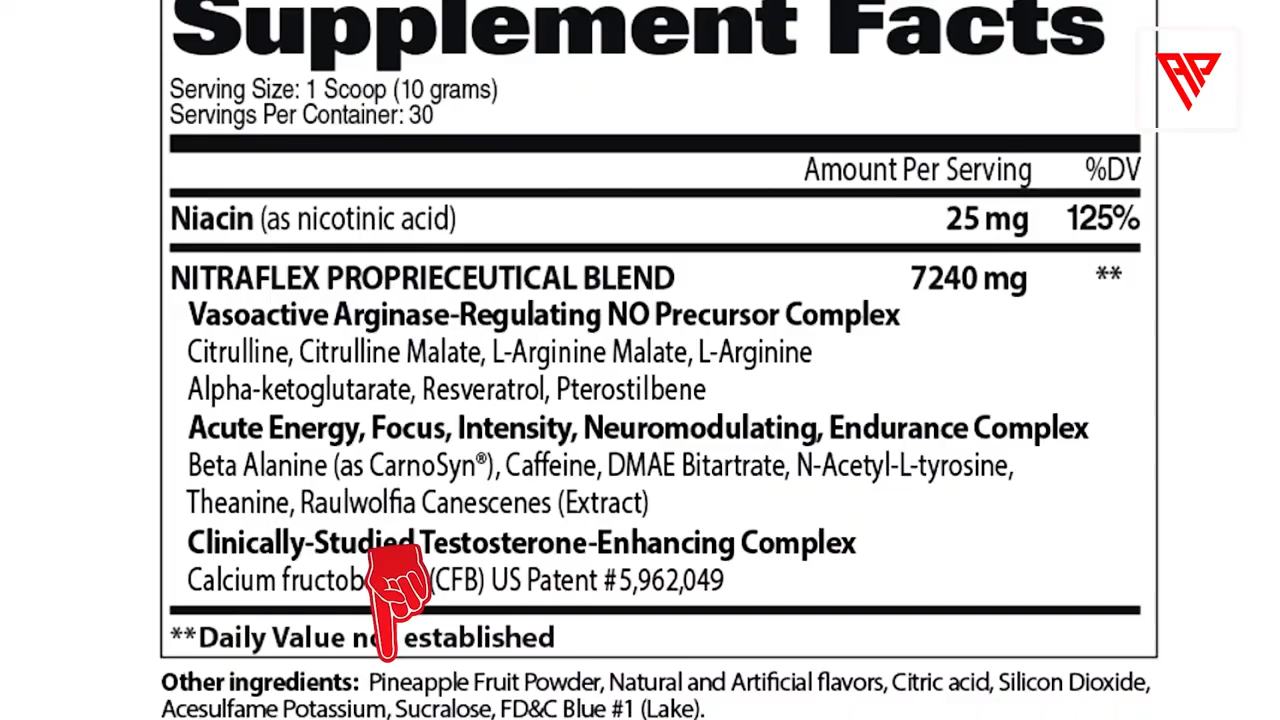 Supplement Facts
Serving Size: 1 Scoop (10 grams)
Servings Per Container: 30
Amount Per Serving %DV
Niacin (as nicotinic acid) 25 mg 125%
NITRAFLEX PROPRIECEUTICAL BLEND 7240 mg **
Vasoactive Arginase-Regulating NO Precursor Complex
Citrulline, Citrulline Malate, L-Arginine Malate, L-Arginine
Alpha-ketoglutarate, Resveratrol, Pterostilbene
Acute Energy, Focus, Intensity, Neuromodulating, Endurance Complex
Beta Alanine (as CarnoSyn®), Caffeine, DMAE Bitartrate, N-Acetyl-L-tyrosine,
Theanine, Raulwolfia Canescenes (Extract)
Clinically-Studied Testosterone-Enhancing Complex
Calcium (CFB) US Patent #5,962,049
**Daily Value established
Other ingredients: Pineapple Fruit Powder, Natural and Artificial flavors, Citric acid, Silicon Dioxide,
Acesulfame Potassium, Sucralose, FD&C Blue #1 (Lake).
AP